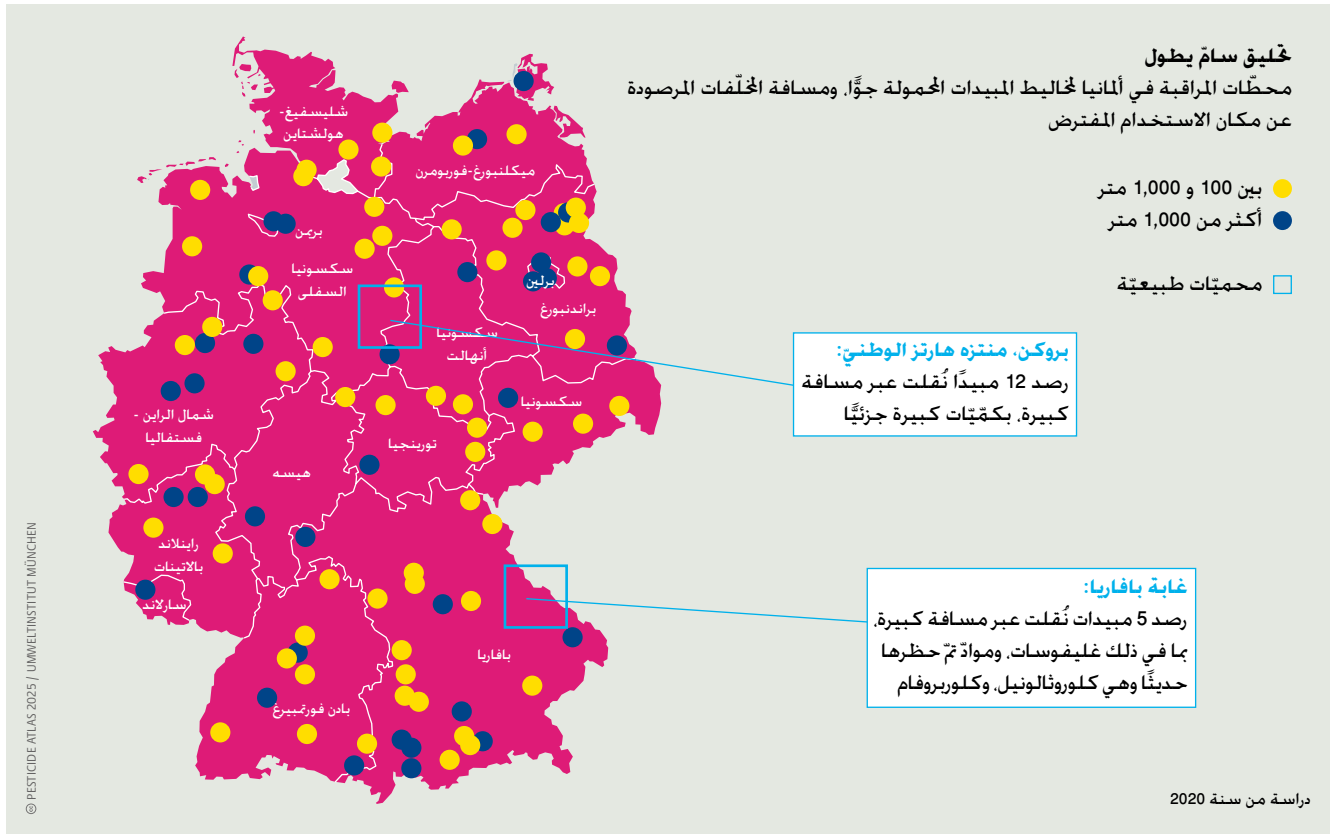 تحليق سامّ يطول
محطّات المراقبة في ألمانيا لمخاليط المبيدات المحمولة جوًّا، ومسافة المخلّفات المرصودة
عن مكان الاستخدام المفترض
بين 100 و 1,000 متر
أكثر من 1,000 متر
محميّات طبيعيّة
شليسفيغ-
هولشتاين
ميكلنبورغ-فوربومرن
بريمن
سكسونيا
السفلى
برلين
براندنبورغ
سكسونيا
أنهالت
بروكن، منتزه هارتز الوطنيّ:
رصد 12 مبيدًا نُقلت عبر مسافة
كبيرة، بكمّيّات كبيرة جزئيًّا
سكسونيا
شمال الراين -
فستفاليا
تورينجيا
هيسه
راينلاند
بالاتينات
سارلاند
غابة بافاريا:
رصد 5 مبيدات نُقلت عبر مسافة كبيرة،
بما في ذلك غليفوسات، وموادّ تمّ حظرها
حديثًا وهي كلوروثالونيل، وكلوربروفام
بافاريا
بادن فورتمبيرغ
دراسة من سنة 2020
PESTICIDE ATLAS 2025 / UMWELTINSTITUT MÜNCHEN